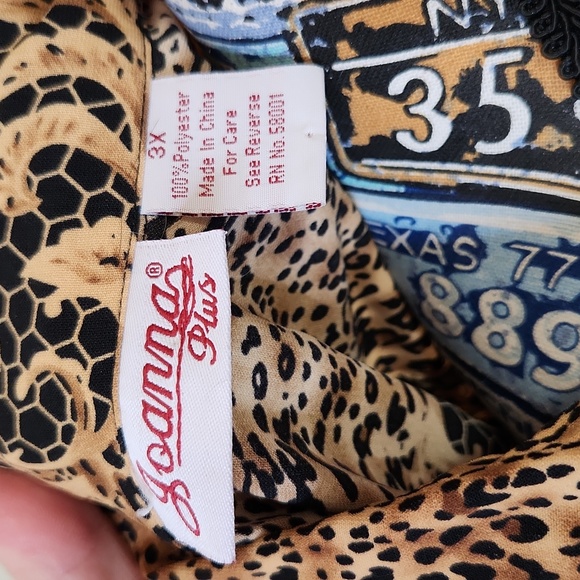 3X
100% Polyester
Made in China
For Care
See Reverse
RN No.59001
Joanna®
Plus
NY
35
EXAS 77
889